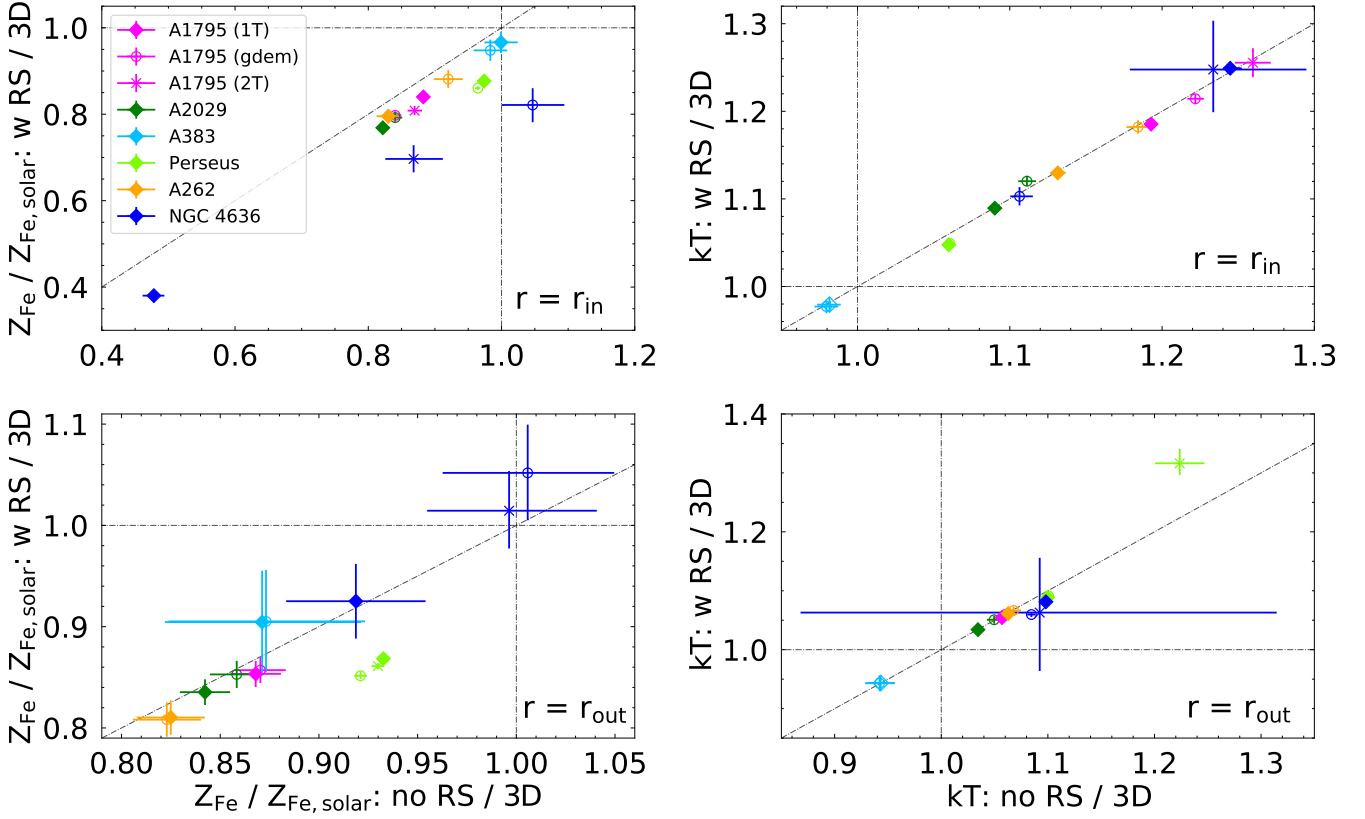 Z_Fe / Z_Fe, solar: w RS / 3D
1.0
0.8
0.6
0.4
A1795 (1T)
A1795 (gdem)
A1795 (2T)
A2029
A383
Perseus
A262
NGC 4636
r = r_in
0.4 0.6 0.8 1.0 1.2
kT: w RS / 3D
1.3
1.2
1.1
1.0
r = r_in
1.0 1.1 1.2 1.3
Z_Fe / Z_Fe, solar: w RS / 3D
1.1
1.0
0.9
0.8
r = r_out
0.80 0.85 0.90 0.95 1.00 1.05
Z_Fe / Z_Fe, solar: no RS / 3D
kT: w RS / 3D
1.4
1.2
1.0
r = r_out
0.9 1.0 1.1 1.2 1.3
kT: no RS / 3D